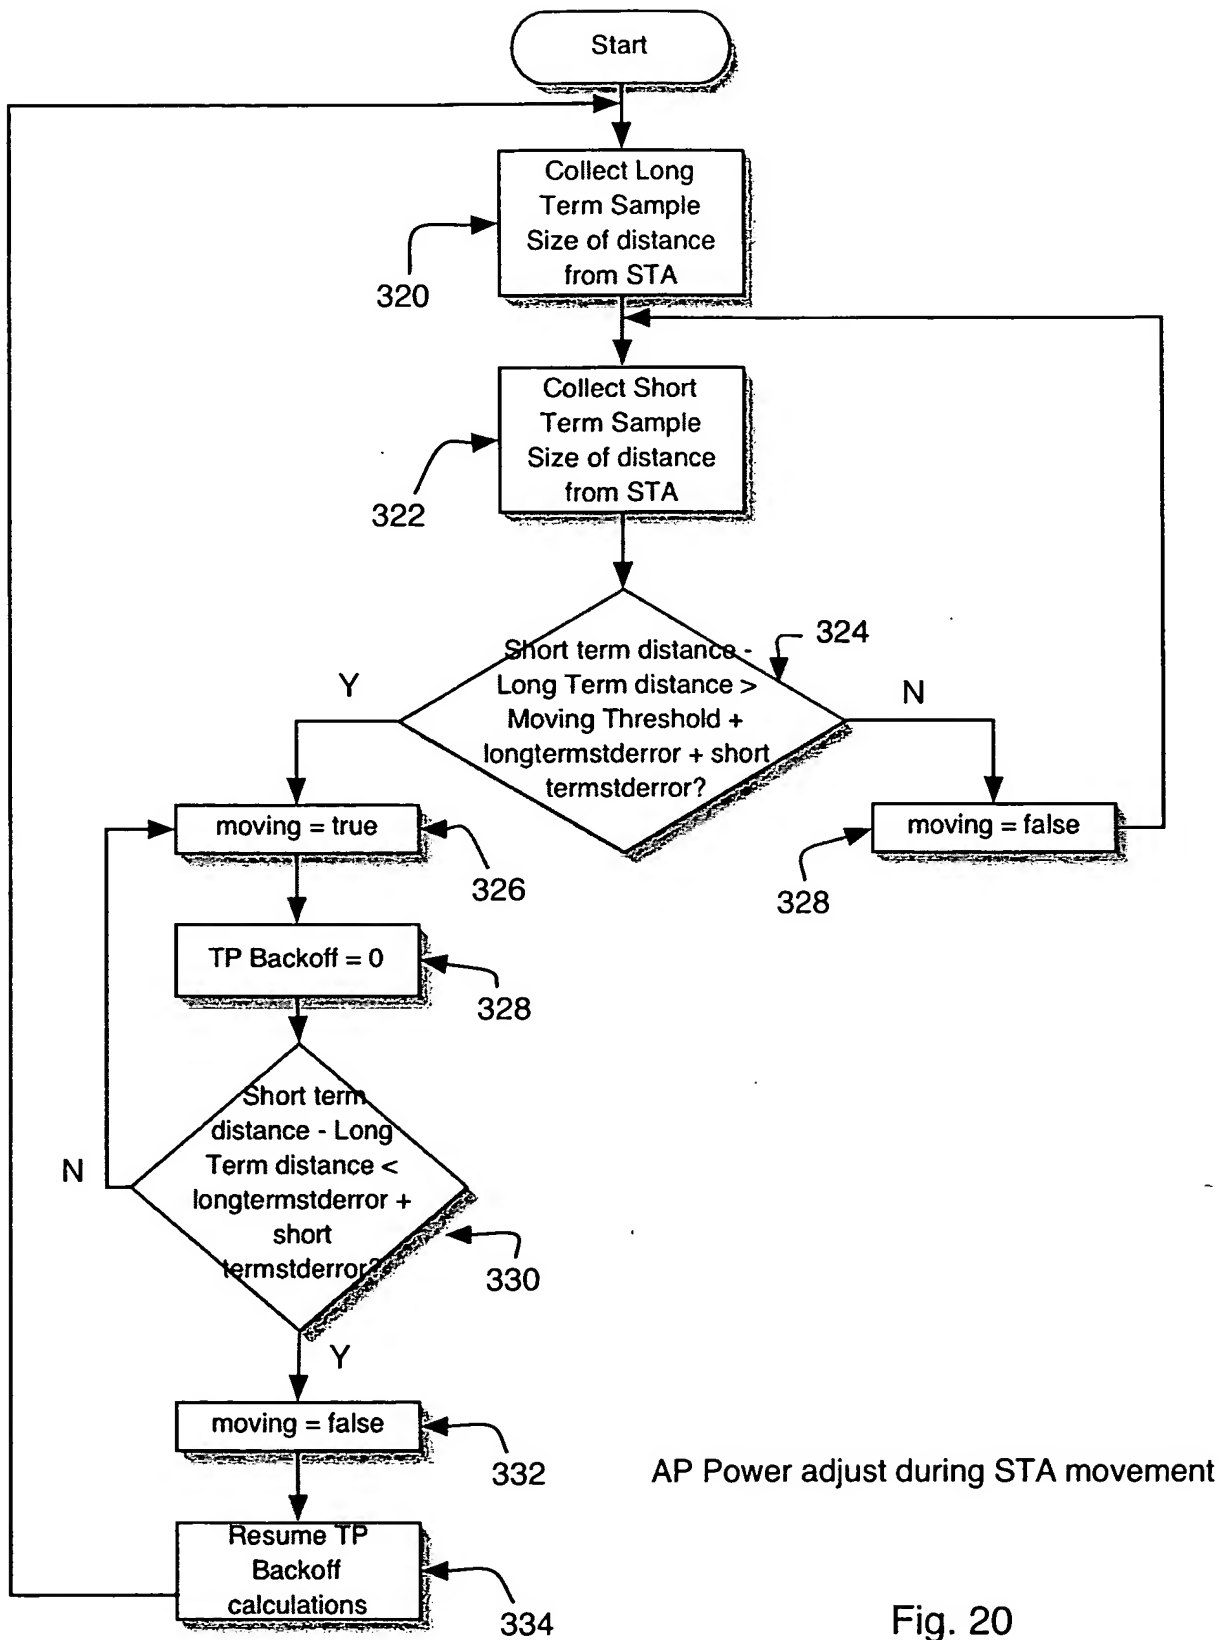 Start
Collect Long
Term Sample
Size of distance
from STA
320
Collect Short
Term Sample
Size of distance
from STA
322
324
Short term distance -
Long Term distance >
Moving Threshold +
longtermstderror + short
termstderror?
Y
N
moving = true
326
moving = false
328
TP Backoff = 0
328
Short term
distance - Long
Term distance <
longtermstderror +
short
termstderror?
N
330
Y
moving = false
332
AP Power adjust during STA movement
Resume TP
Backoff
calculations
334
Fig. 20